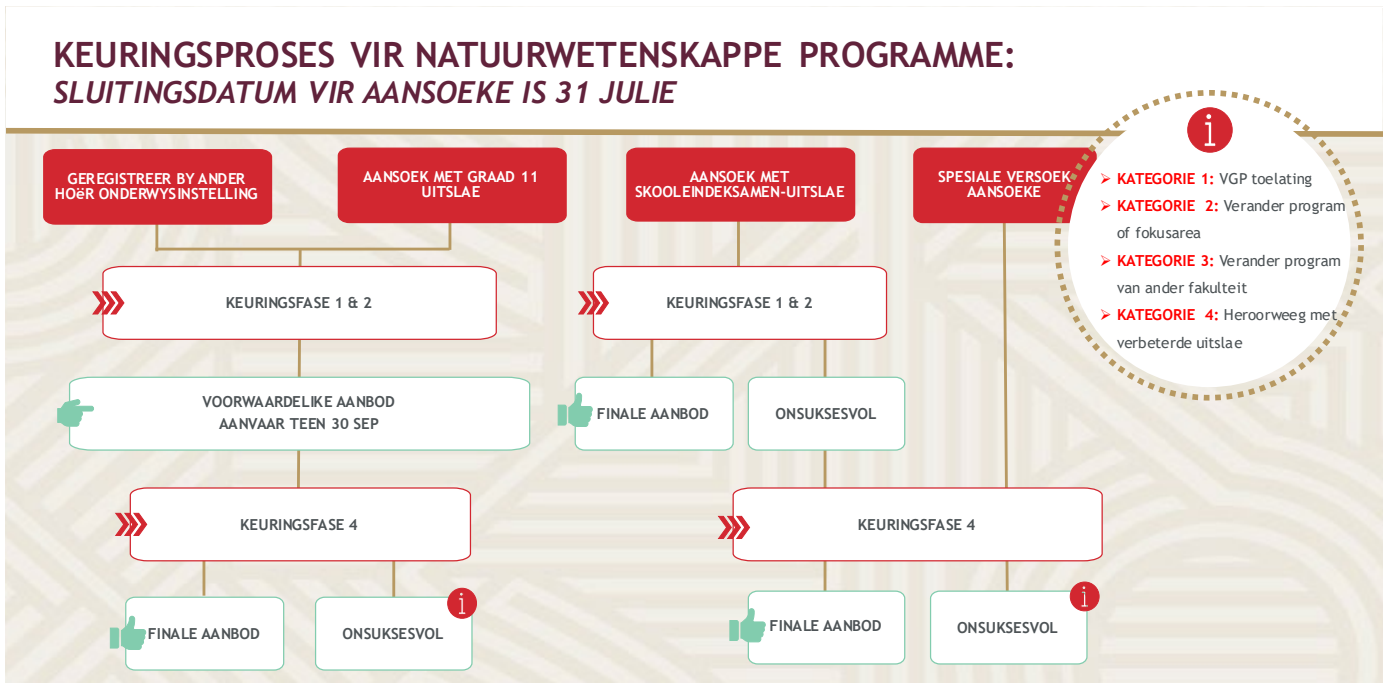 KEURINGSPROSES VIR NATUURWETENSKAPPE PROGRAMME:
SLUITINGSDATUM VIR AANSOEKE IS 31 JULIE
GEREGISTREER BY ANDER
HOëR ONDERWYSINSTELLING
AANSOEK MET GRAAD 11
UITSLAE
AANSOEK MET
SKOOLEINDEKSAMEN-UITSLAE
SPESIALE VERSOEK
AANSOEKE
i
➢ KATEGORIE 1: VGP toelating
➢ KATEGORIE 2: Verander program
of fokusarea
➢ KATEGORIE 3: Verander program
van ander fakulteit
➢ KATEGORIE 4: Heroorweeg met
verbeterde uitslae
KEURINGSFASE 1 & 2
KEURINGSFASE 1 & 2
VOORWAARDELIKE AANBOD
AANVAAR TEEN 30 SEP
FINALE AANBOD
ONSUKSESVOL
KEURINGSFASE 4
KEURINGSFASE 4
FINALE AANBOD
ONSUKSESVOL
i
FINALE AANBOD
ONSUKSESVOL
i